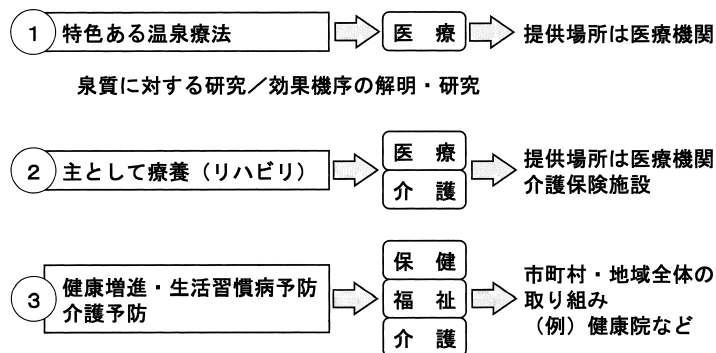 1 特色ある温泉療法
医 療
提供場所は医療機関
泉質に対する研究/効果機序の解明・研究
2 主として療養(リハビリ)
医 療
介 護
提供場所は医療機関
介護保険施設
3 健康増進・生活習慣病予防
介護予防
保 健
福 祉
介 護
市町村・地域全体の
取り組み
(例)健康院など